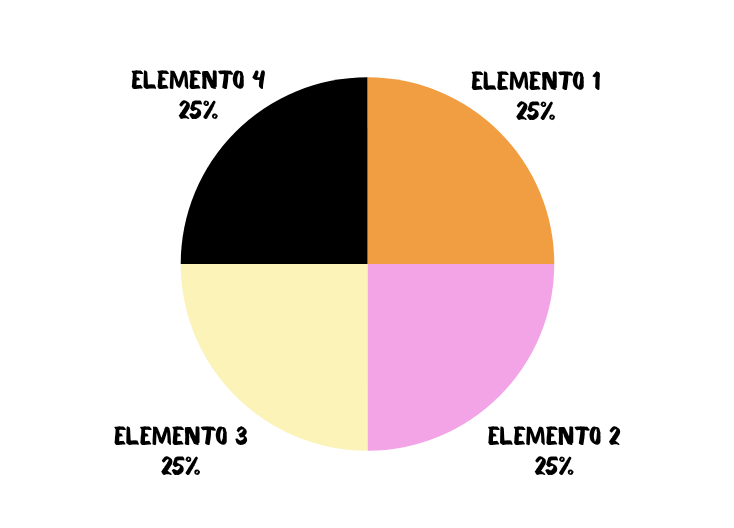 ELEMENTO 4
25%
ELEMENTO 1
25%
ELEMENTO 3
25%
ELEMENTO 2
25%